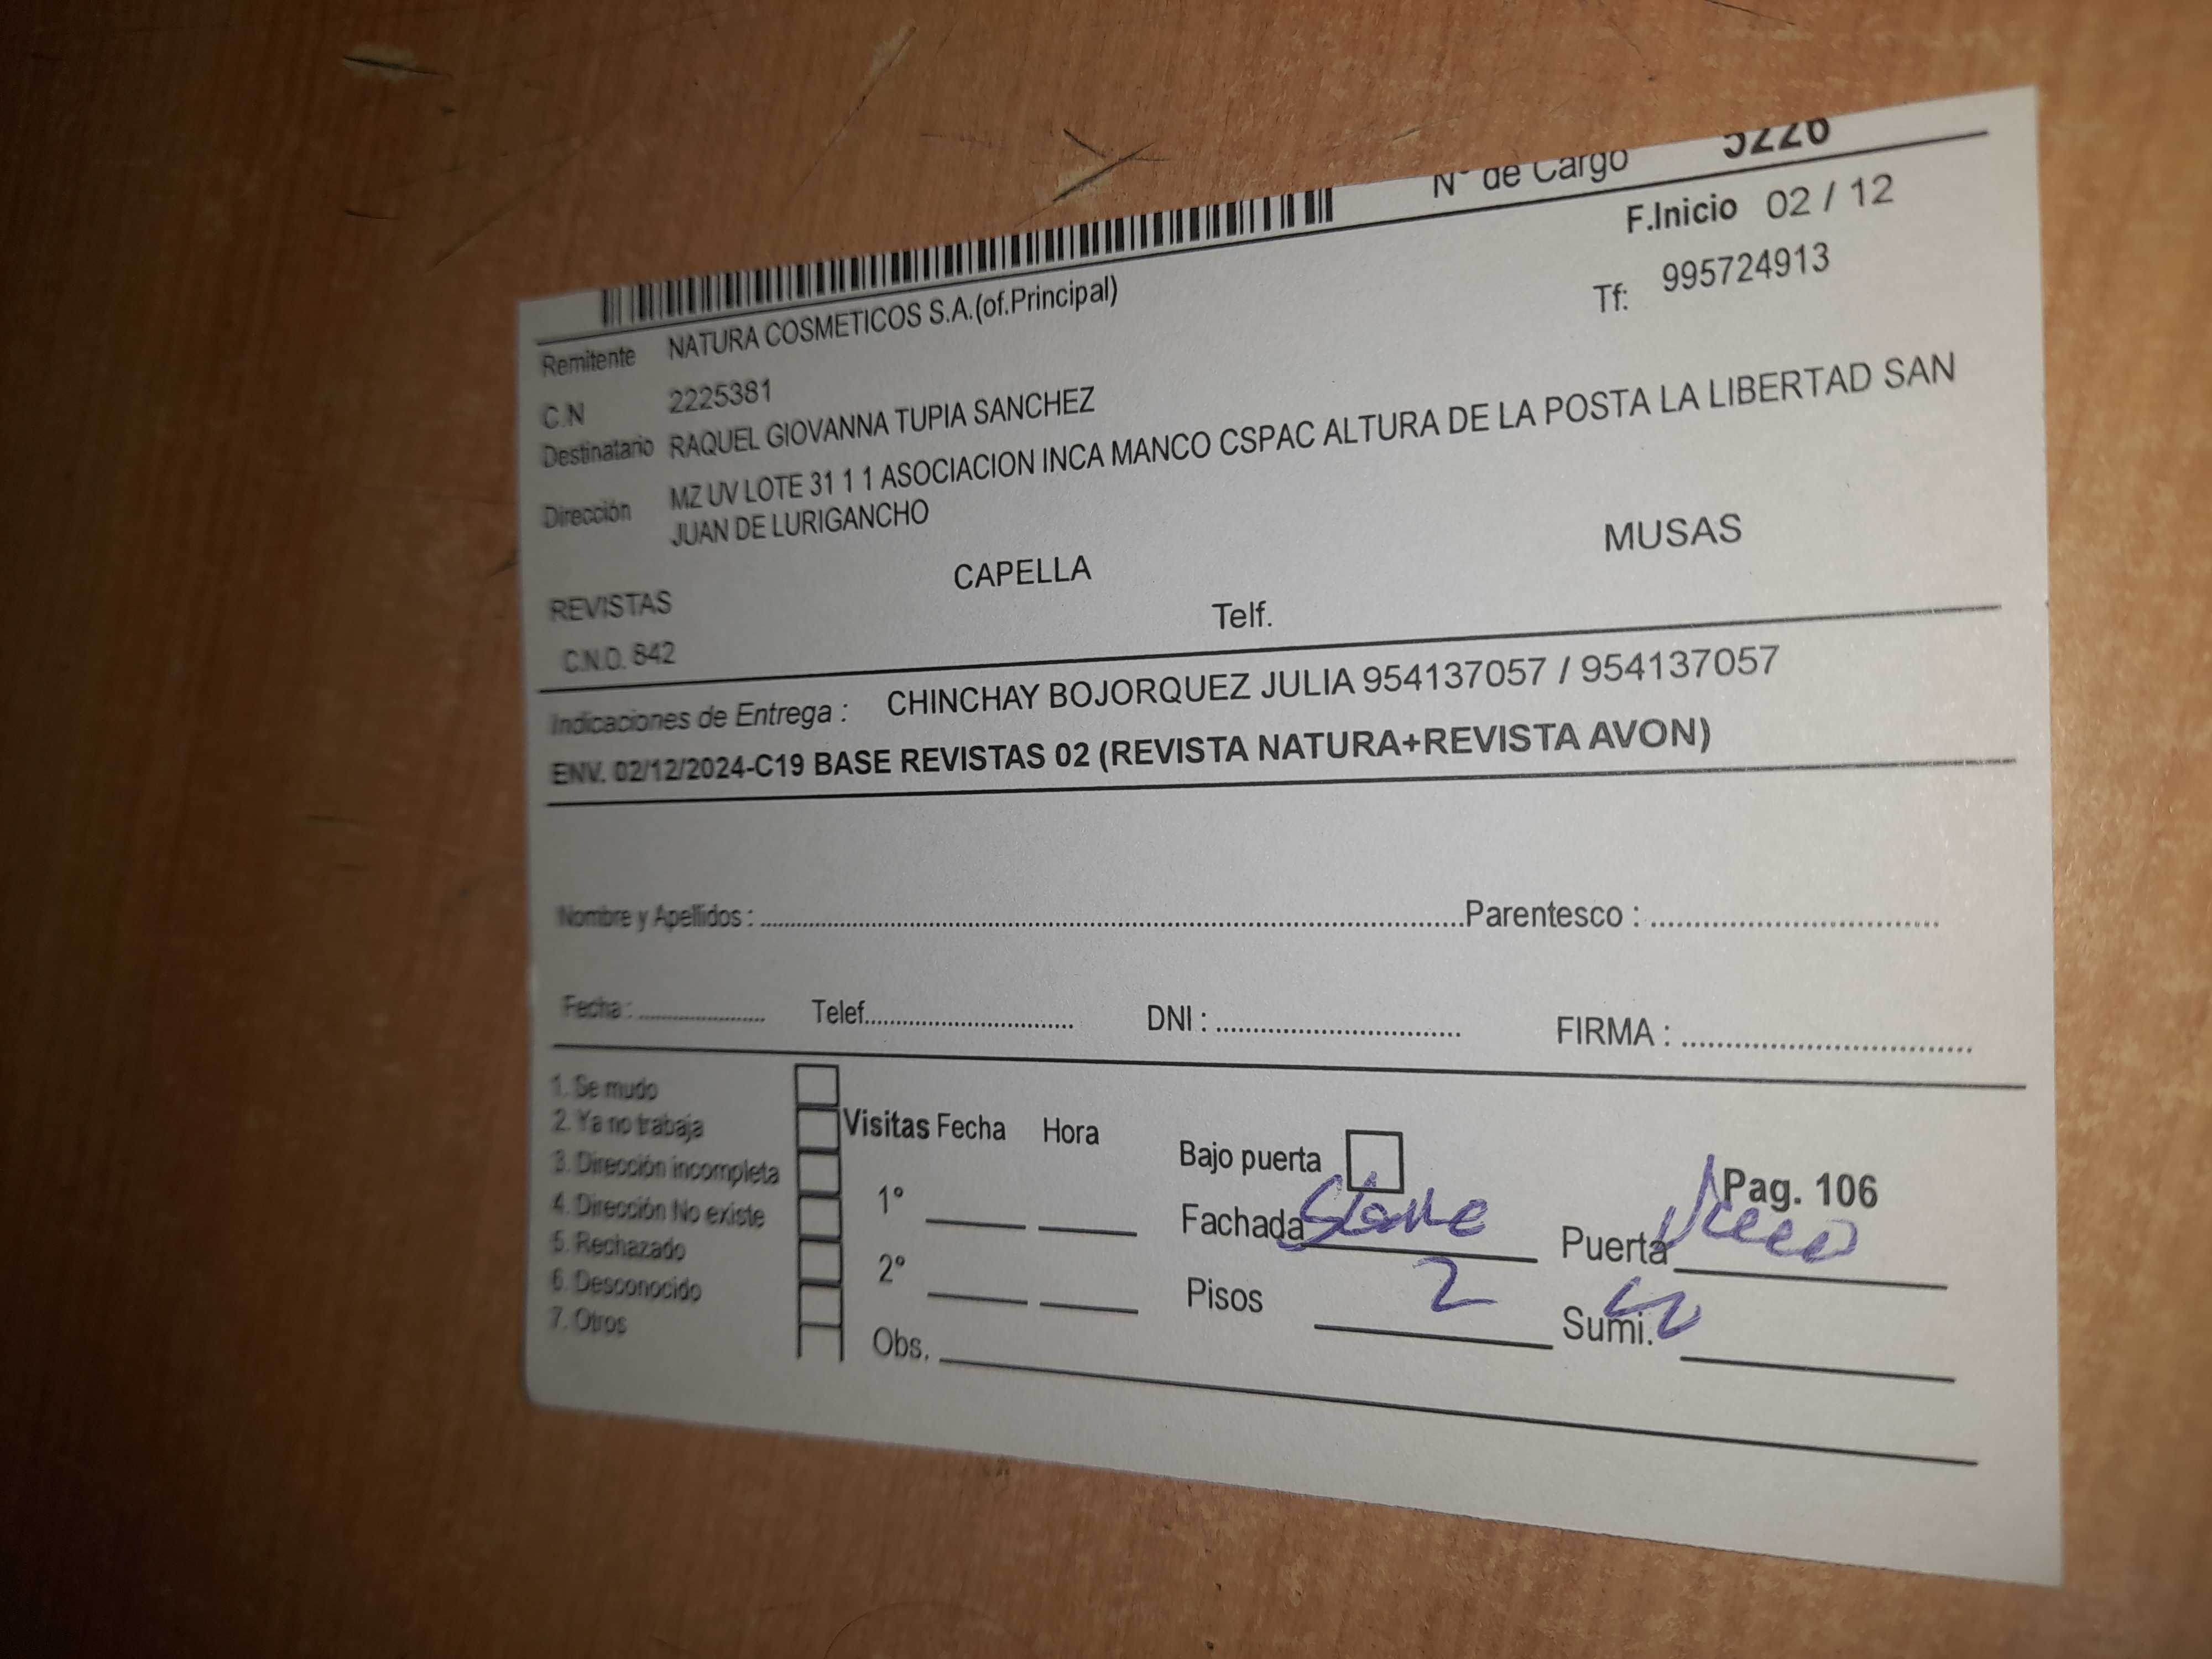 N° de Cargo 5226
F.Inicio 02 / 12
Remitente NATURA COSMETICOS S.A.(of.Principal) Tf: 995724913
C.N 2225381
Destinatario RAQUEL GIOVANNA TUPIA SANCHEZ
Dirección MZ UV LOTE 31 1 1 ASOCIACION INCA MANCO CSPAC ALTURA DE LA POSTA LA LIBERTAD SAN
JUAN DE LURIGANCHO
REVISTAS CAPELLA MUSAS
C.N.O. 842 Telf.
Indicaciones de Entrega : CHINCHAY BOJORQUEZ JULIA 954137057 / 954137057
ENV. 02/12/2024-C19 BASE REVISTAS 02 (REVISTA NATURA+REVISTA AVON)
Nombre y Apellidos : Parentesco :
Fecha : Telef. DNI : FIRMA :
1. Se mudo
2. Ya no trabaja
3. Dirección incompleta
4. Dirección No existe
5. Rechazado
6. Desconocido
7. Otros
Visitas Fecha Hora
1°
2°
Obs.
Bajo puerta
Pag. 106
Fachada Puerta
Pisos 2 Sumi.